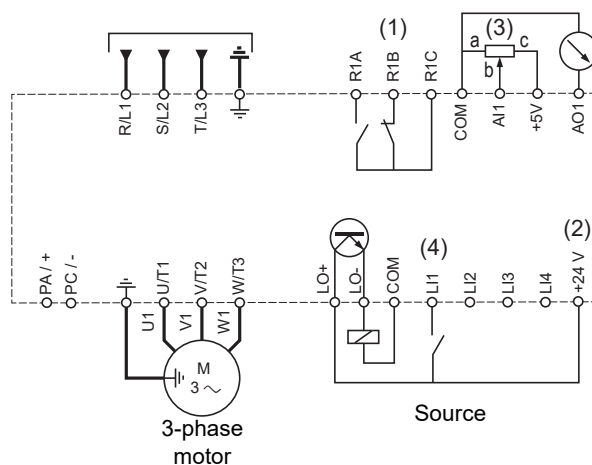 (1)
(3)
a
c
b
R/L1
S/L2
T/L3
R1A
R1B
R1C
COM
AI1
+5V
AO1
(4)
(2)
PA / +
PC / -
U/T1
V/T2
W/T3
LO+
LO-
COM
LI1
LI2
LI3
LI4
+24 V
U1
V1
W1
M
3 ~
3-phase
motor
Source